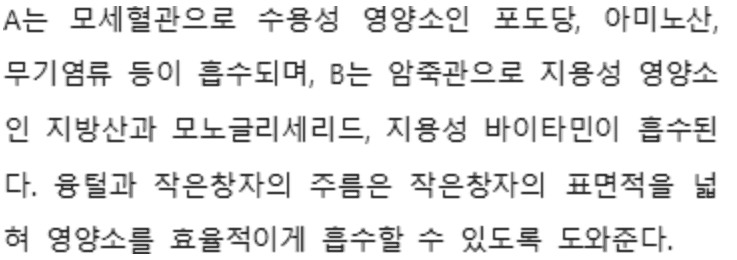 A는 모세혈관으로 수용성 영양소인 포도당, 아미노산,
무기염류 등이 흡수되며, B는 암죽관으로 지용성 영양소
인 지방산과 모노글리세리드, 지용성 바이타민이 흡수된
다. 융털과 작은창자의 주름은 작은창자의 표면적을 넓
혀 영양소를 효율적이게 흡수할 수 있도록 도와준다.